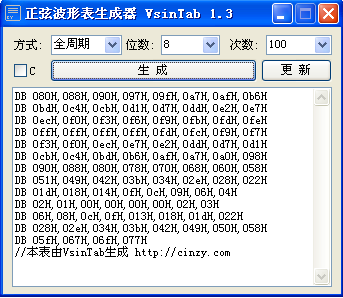 正弦波形表生成器 VsinTab 1.3
方式: 全周期 位数: 8 次数: 100
C 生 成 更 新
DB 080H,088H,090H,097H,09fH,0a7H,0afH,0b6H
DB 0bdH,0c4H,0cbH,0d1H,0d7H,0ddH,0e2H,0e7H
DB 0ecH,0f0H,0f3H,0f6H,0f9H,0fbH,0fdH,0feH
DB 0ffH,0ffH,0ffH,0ffH,0fdH,0fcH,0f9H,0f7H
DB 0f3H,0f0H,0ecH,0e7H,0e2H,0ddH,0d7H,0d1H
DB 0cbH,0c4H,0bdH,0b6H,0afH,0a7H,0a0H,098H
DB 090H,088H,080H,078H,070H,068H,060H,058H
DB 051H,049H,042H,03bH,034H,02eH,028H,022H
DB 01dH,018H,014H,0fH,0cH,09H,06H,04H
DB 02H,01H,00H,00H,00H,00H,02H,03H
DB 06H,08H,0cH,0fH,013H,018H,01dH,022H
DB 028H,02eH,034H,03bH,042H,049H,050H,058H
DB 05fH,067H,06fH,077H
//本表由VsinTab生成 http://cinzy.com